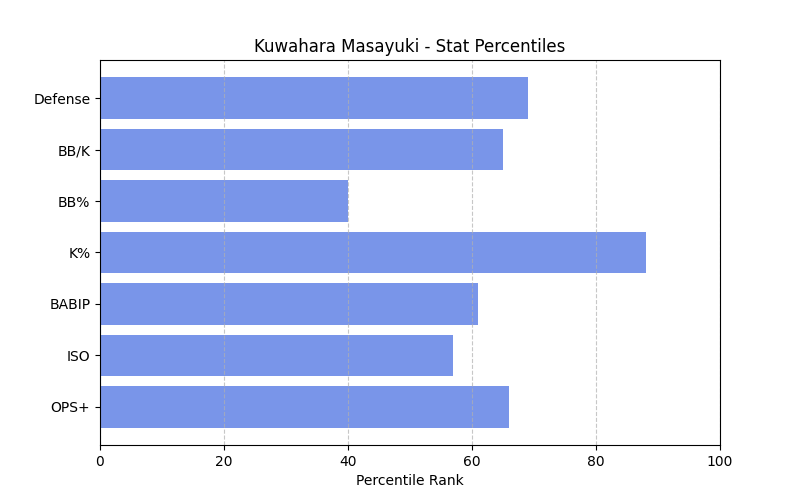 Kuwahara Masayuki - Stat Percentiles
Defense
BB/K
BB%
K%
BABIP
ISO
OPS+
0 20 40 60 80 100
Percentile Rank